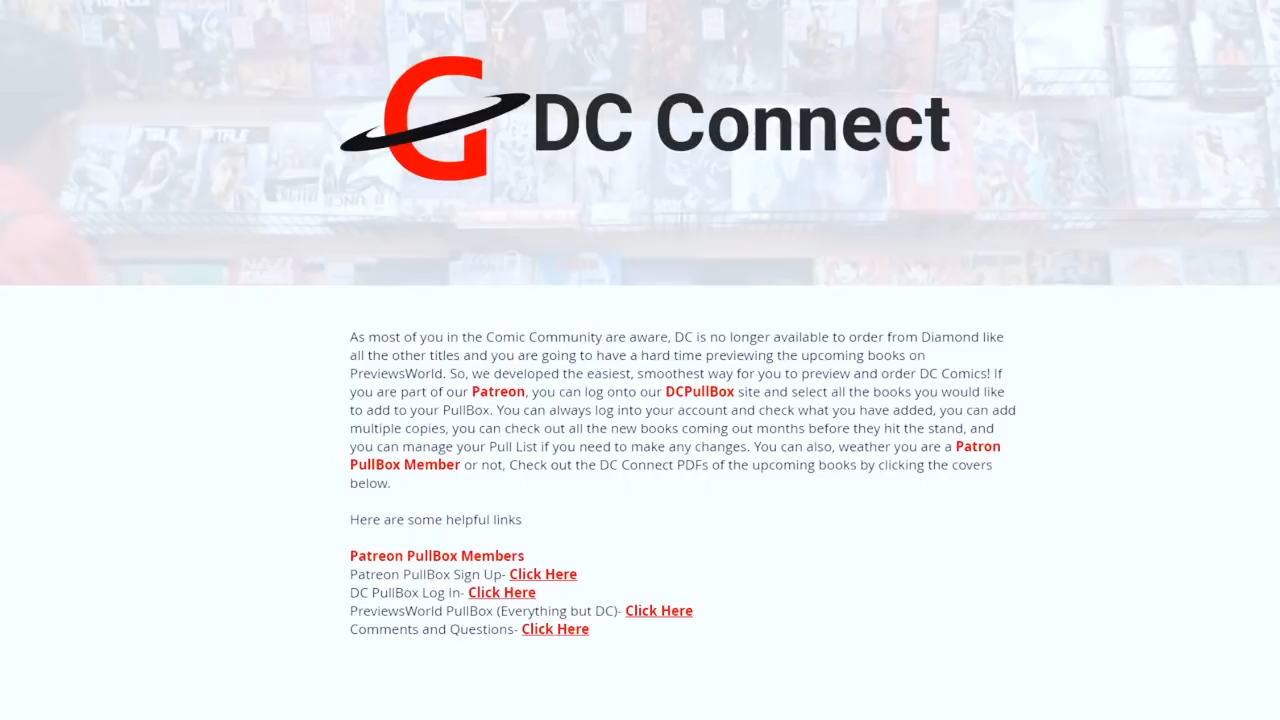 G DC Connect
As most of you in the Comic Community are aware, DC is no longer available to order from Diamond like
all the other titles and you are going to have a hard time previewing the upcoming books on
PreviewsWorld. So, we developed the easiest, smoothest way for you to preview and order DC Comics! If
you are part of our Patreon, you can log onto our DCPullBox site and select all the books you would like
to add to your PullBox. You can always log into your account and check what you have added, you can add
multiple copies, you can check out all the new books coming out months before they hit the stand, and
you can manage your Pull List if you need to make any changes. You can also, weather you are a Patron
PullBox Member or not, Check out the DC Connect PDFs of the upcoming books by clicking the covers
below.
Here are some helpful links
Patreon PullBox Members
Patreon PullBox Sign Up- Click Here
DC PullBox Log In- Click Here
PreviewsWorld PullBox (Everything but DC)- Click Here
Comments and Questions- Click Here